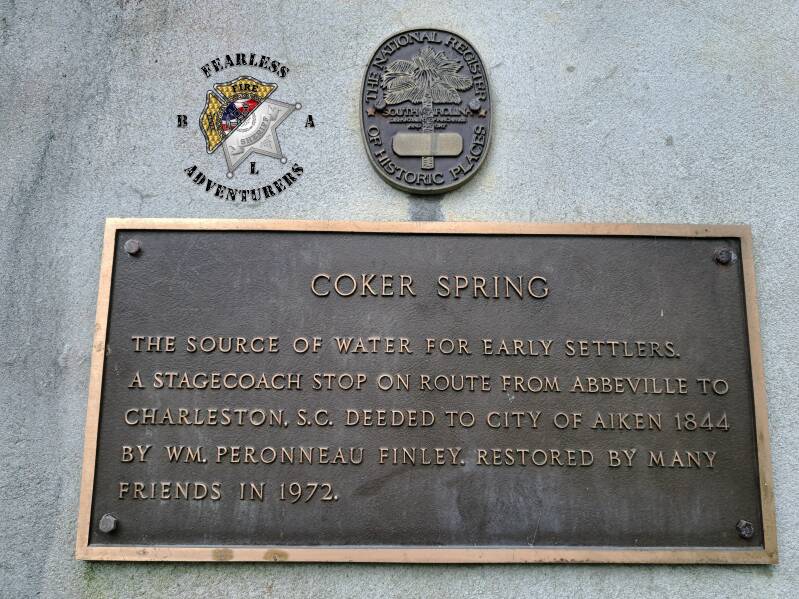 FEARLESS
FIRE
B A
L
ADVENTURERS
THE NATIONAL REGISTER
SOUTH CAROLINA
OF HISTORIC PLACES
COKER SPRING
THE SOURCE OF WATER FOR EARLY SETTLERS.
A STAGECOACH STOP ON ROUTE FROM ABBEVILLE TO
CHARLESTON, S.C. DEEDED TO CITY OF AIKEN 1844
BY WM. PERONNEAU FINLEY. RESTORED BY MANY
FRIENDS IN 1972.